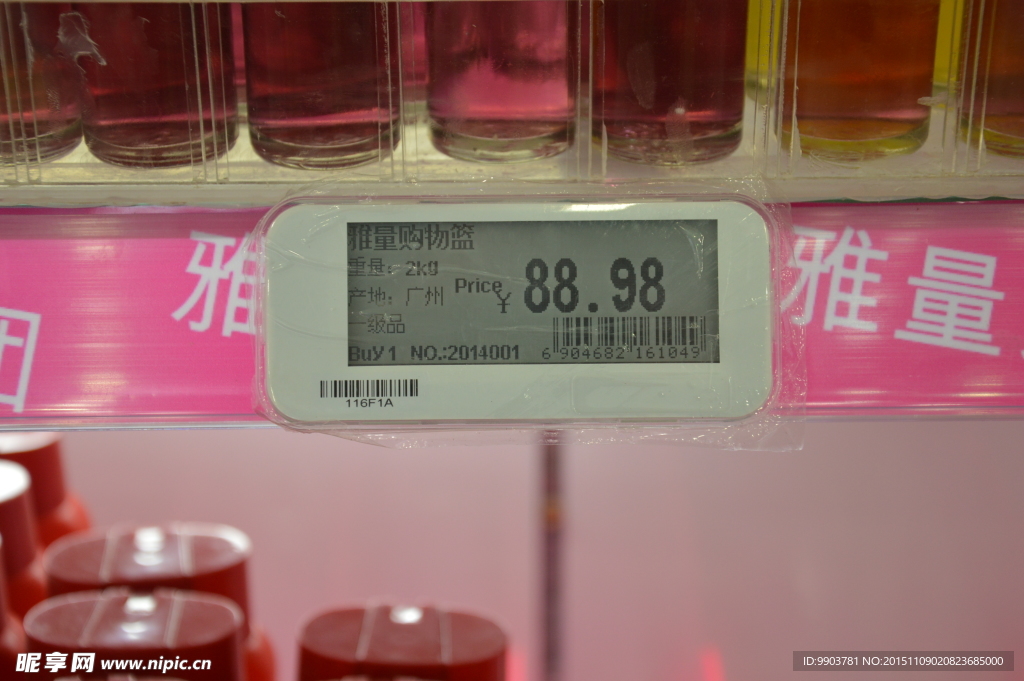 雅量
雅量
团
雅量购物篮
重量：2kg
产地：广州
Price
¥ 88.98
一级品
Buy1 NO.:2014001
6 904682 161049
116F1A
昵享网 www.nipic.cn
ID:9903781 NO:20151109020823685000